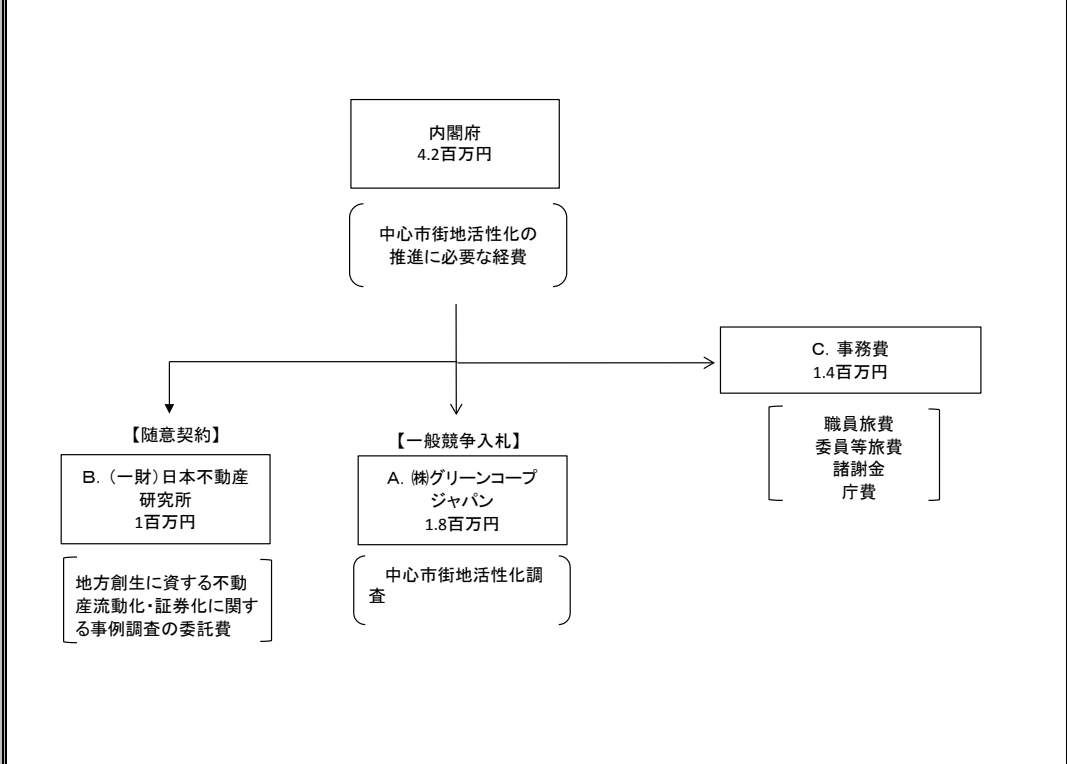 内閣府
4.2百万円
中心市街地活性化の
推進に必要な経費
C．事務費
1.4百万円
職員旅費
委員等旅費
諸謝金
庁費
【随意契約】
B．（一財）日本不動産
研究所
1百万円
地方創生に資する不動
産流動化・証券化に関す
る事例調査の委託費
【一般競争入札】
A．㈱グリーンコープ
ジャパン
1.8百万円
中心市街地活性化調
査